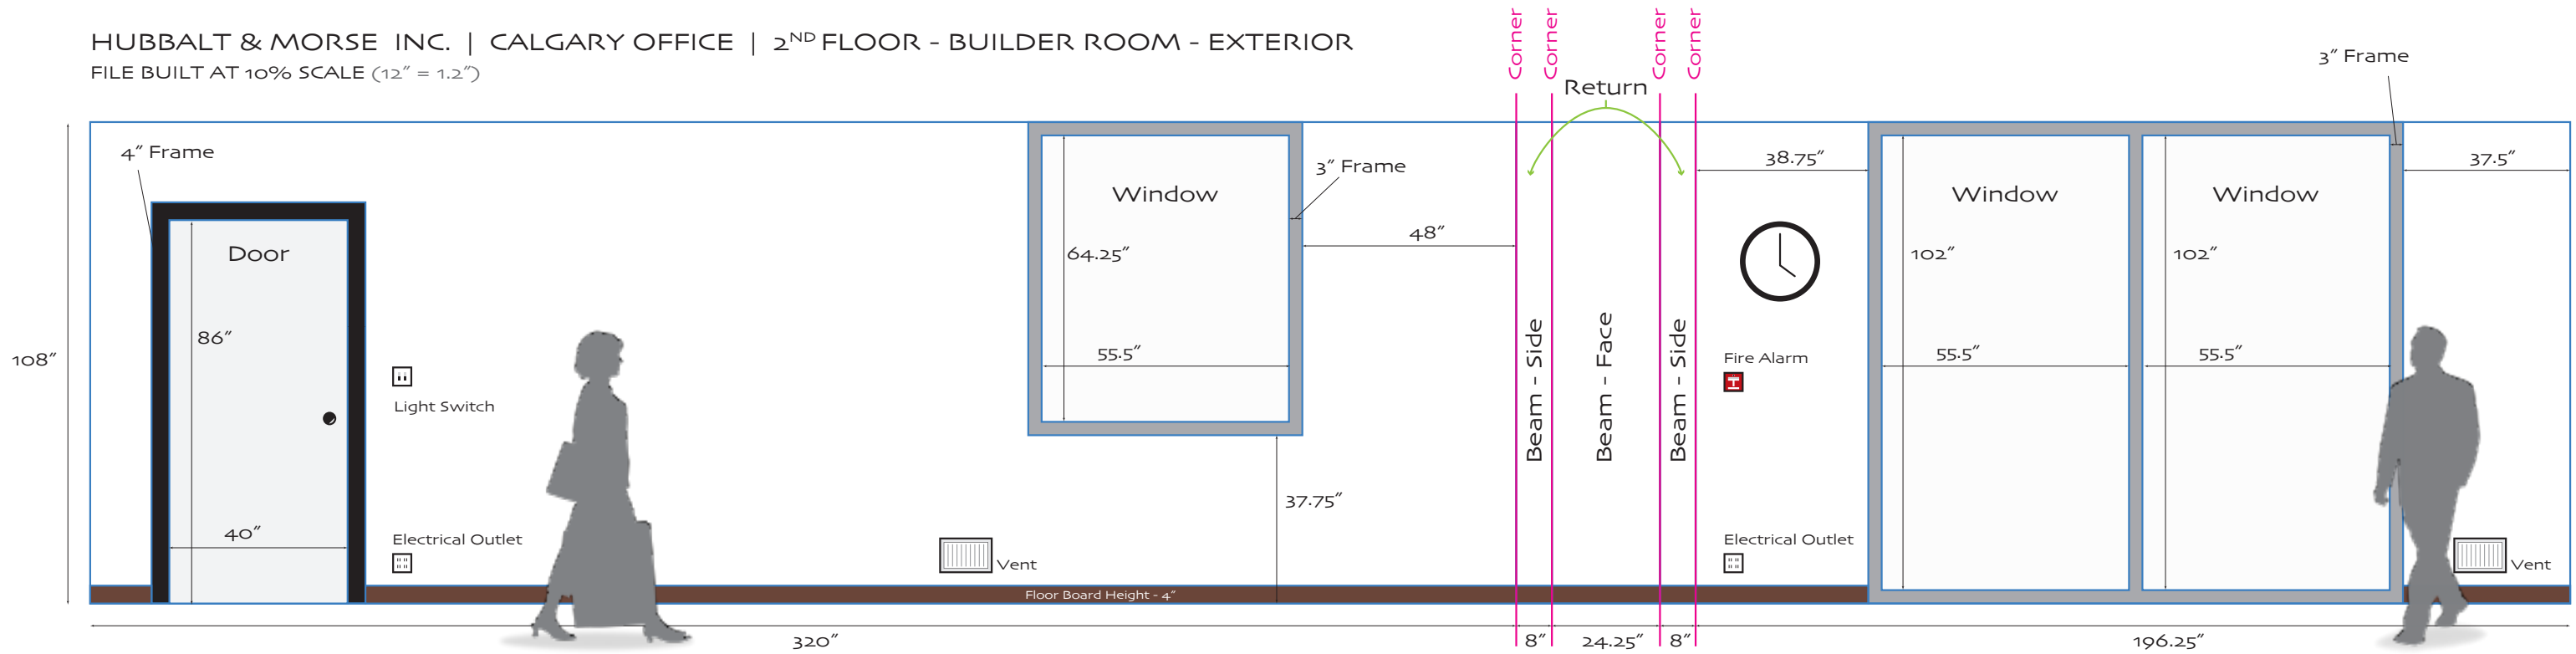 HUBBALT & MORSE INC. | CALGARY OFFICE | 2ND FLOOR - BUILDER ROOM - EXTERIOR
FILE BUILT AT 10% SCALE (12" = 1.2")
Corner
Corner
Corner
Corner
Return
3" Frame
4" Frame
3" Frame
38.75"
37.5"
Door
Window
Window
Window
48"
64.25"
102"
102"
86"
108"
55.5"
55.5"
55.5"
Beam - Side
Beam - Face
Beam - Side
Fire Alarm
Light Switch
37.75"
40"
Electrical Outlet
Electrical Outlet
Vent
Vent
Floor Board Height - 4"
320"
8"
24.25"
8"
196.25"